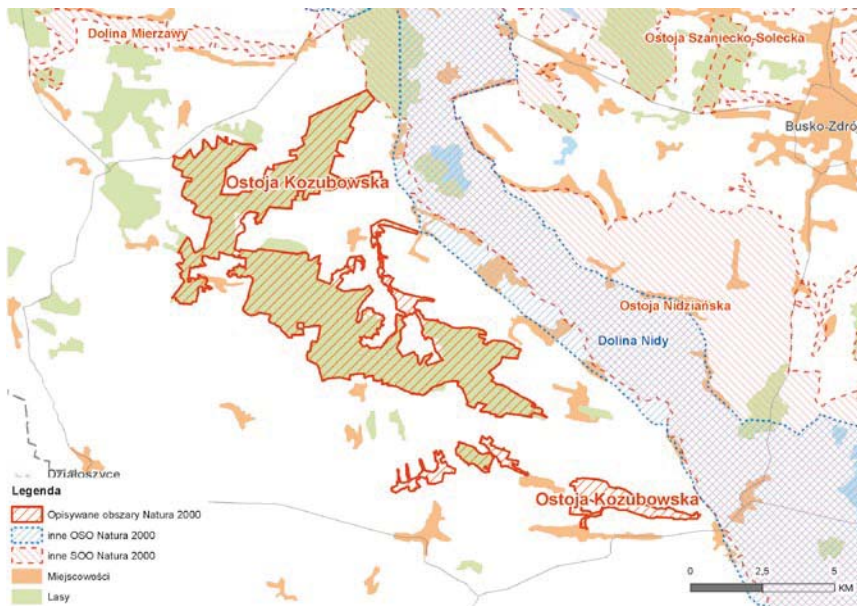 Dolina Mierzawy
Ostoja Szaniecko-Solecka
Busko-Zdró
Ostoja Kozubowska
Ostoja Nidziańska
Dolina Nidy
Działoszyce
Ostoja Kozubowska
Legenda
Opisywane obszary Natura 2000
inne OSO Natura 2000
inne SOO Natura 2000
Miejscowości
Lasy
0 2,5 5
KM